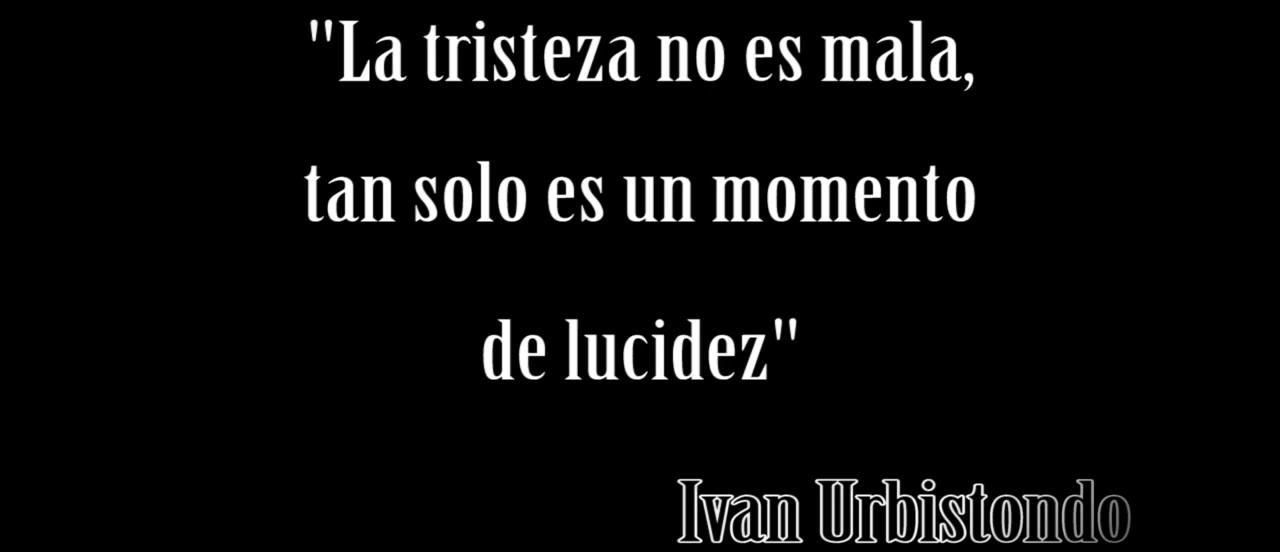 "La tristeza no es mala,
tan solo es un momento
de lucidez"
Ivan Urbistondo